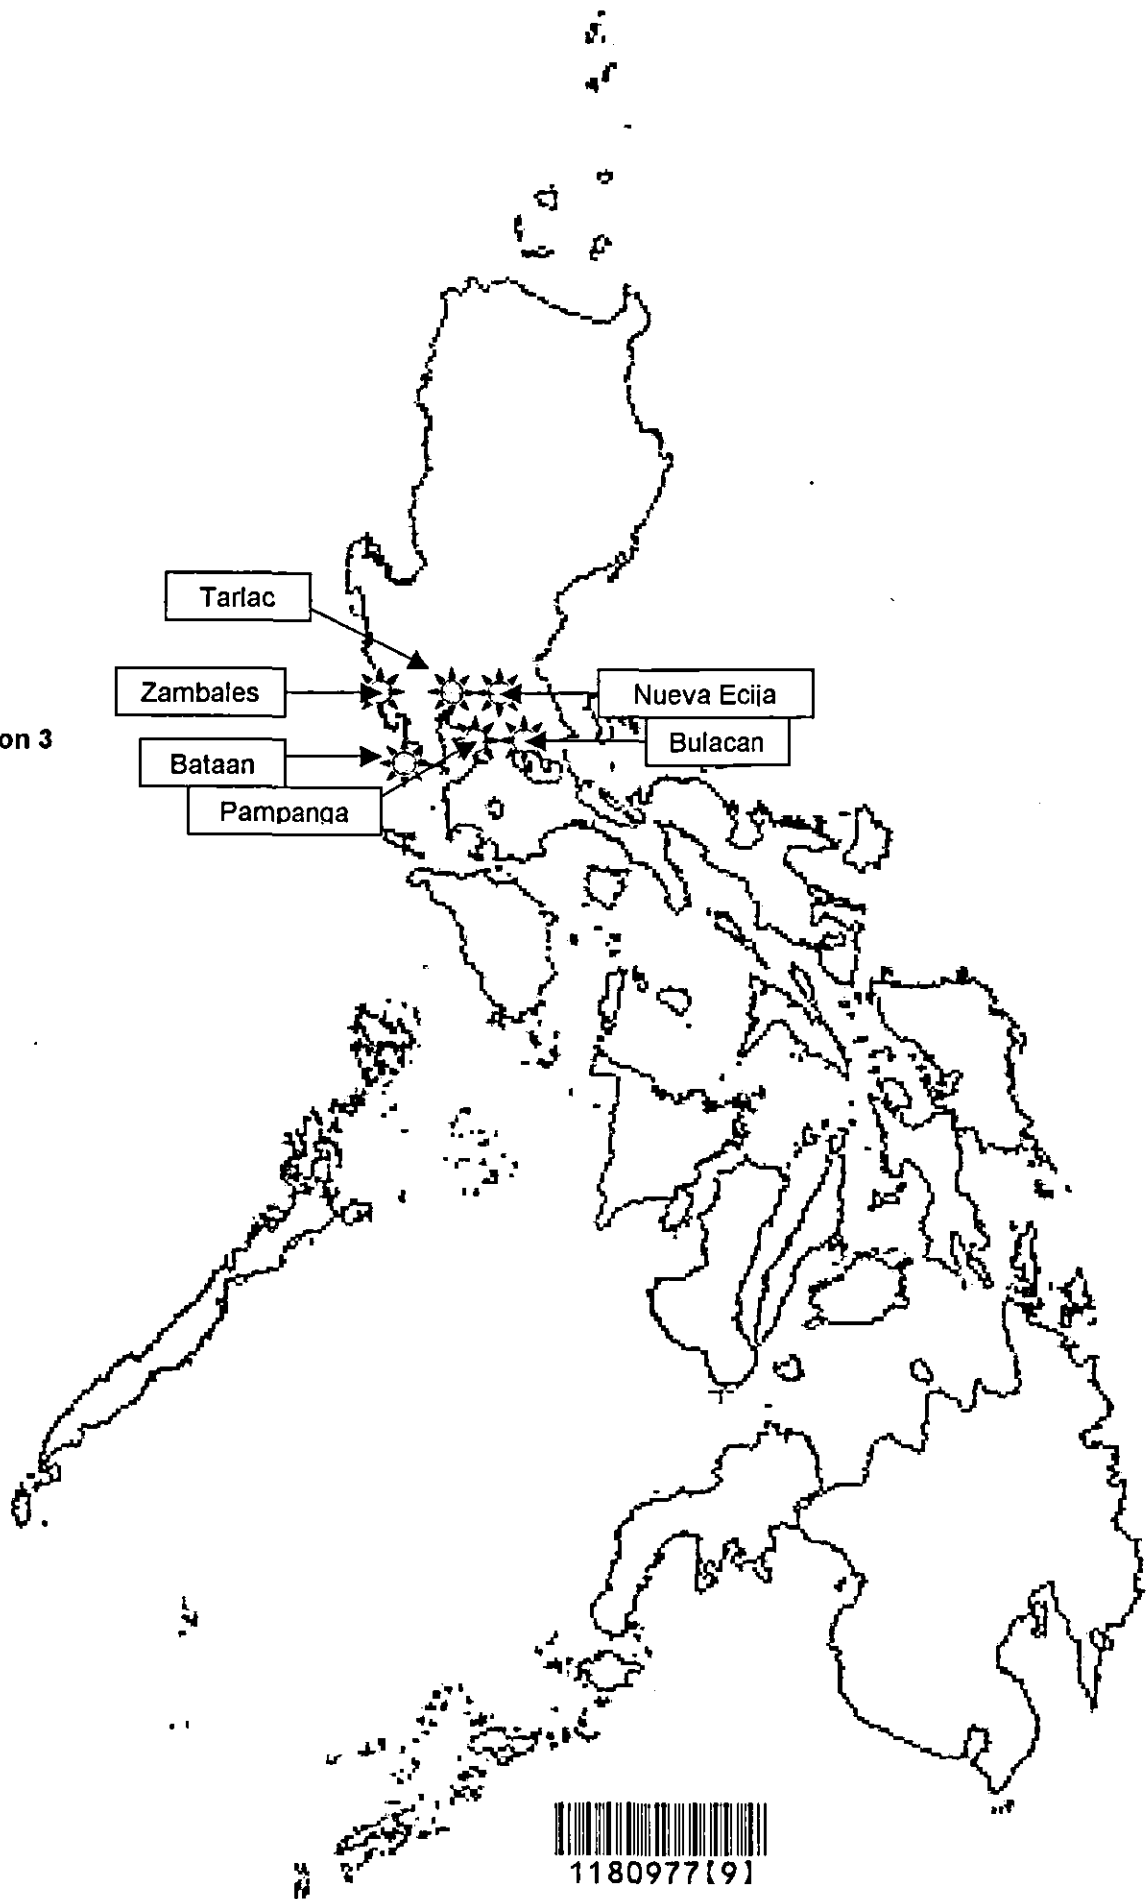 Tarlac
Zambales
Nueva Ecija
on 3
Bulacan
Bataan
Pampanga
1180977[9]